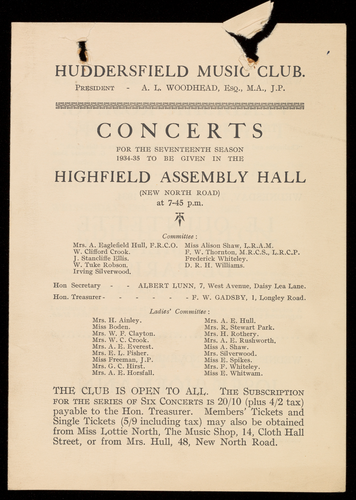 HUDDERSFIELD MUSIC CLUB.
PRESIDENT - A. L. WOODHEAD, ESQ., M.A., J.P.
CONCERTS
FOR THE SEVENTEENTH SEASON
1934-35 TO BE GIVEN IN THE
HIGHFIELD ASSEMBLY HALL
(NEW NORTH ROAD)
at 7-45 p.m.
Committee:
Mrs. A. Eaglefield Hull, F.R.C.O. Miss Alison Shaw, L.R.A.M.
W. Clifford Crook. F. W. Thornton, M.R.C.S., L.R.C.P.
J. Stancliffe Ellis. Frederick Whiteley.
W. Tuke Robson. D. R. H. Williams.
Irving Silverwood,
Hon Secretary - - ALBERT LUNN, 7, West Avenue, Daisy Lea Lane.
Hon. Treasurer - - - - - F. W. GADSBY, 1, Longley Road.
Ladies' Committee:
Mrs. H. Ainley. Mrs. A. E. Hull.
Miss Boden. Mrs. R. Stewart Park.
Mrs. W. F. Clayton. Mrs. H. Rothery.
Mrs. W. C. Crook. Mrs. A. E. Rushworth,
Mrs. A. E. Everest. Miss A. Shaw.
Mrs. E. L. Fisher. Mrs. Silverwood.
Miss Freeman, J.P. Miss E. Spikes.
Mrs. G. C. Hirst. Mrs. F. Whiteley.
Mrs. A. R. Horsfall. Miss E. Whitwam.
THE CLUB IS OPEN TO ALL. THE SUBSCRIPTION
FOR THE SERIES OF SIX CONCERTS IS 20/10 (plus 4/2 tax)
payable to the Hon. Treasurer. Members' Tickets and
Single Tickets (5/9 including tax) may also be obtained
from Miss Lottie North, The Music Shop, 14, Cloth Hall
Street, or from Mrs. Hull, 48, New North Road.